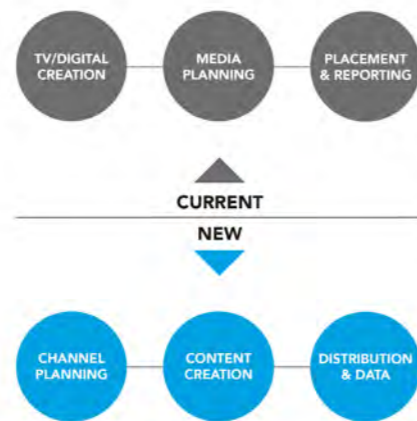 TV/DIGITAL
CREATION
MEDIA
PLANNING
PLACEMENT
& REPORTING
CURRENT
NEW
CHANNEL
PLANNING
CONTENT
CREATION
DISTRIBUTION
& DATA